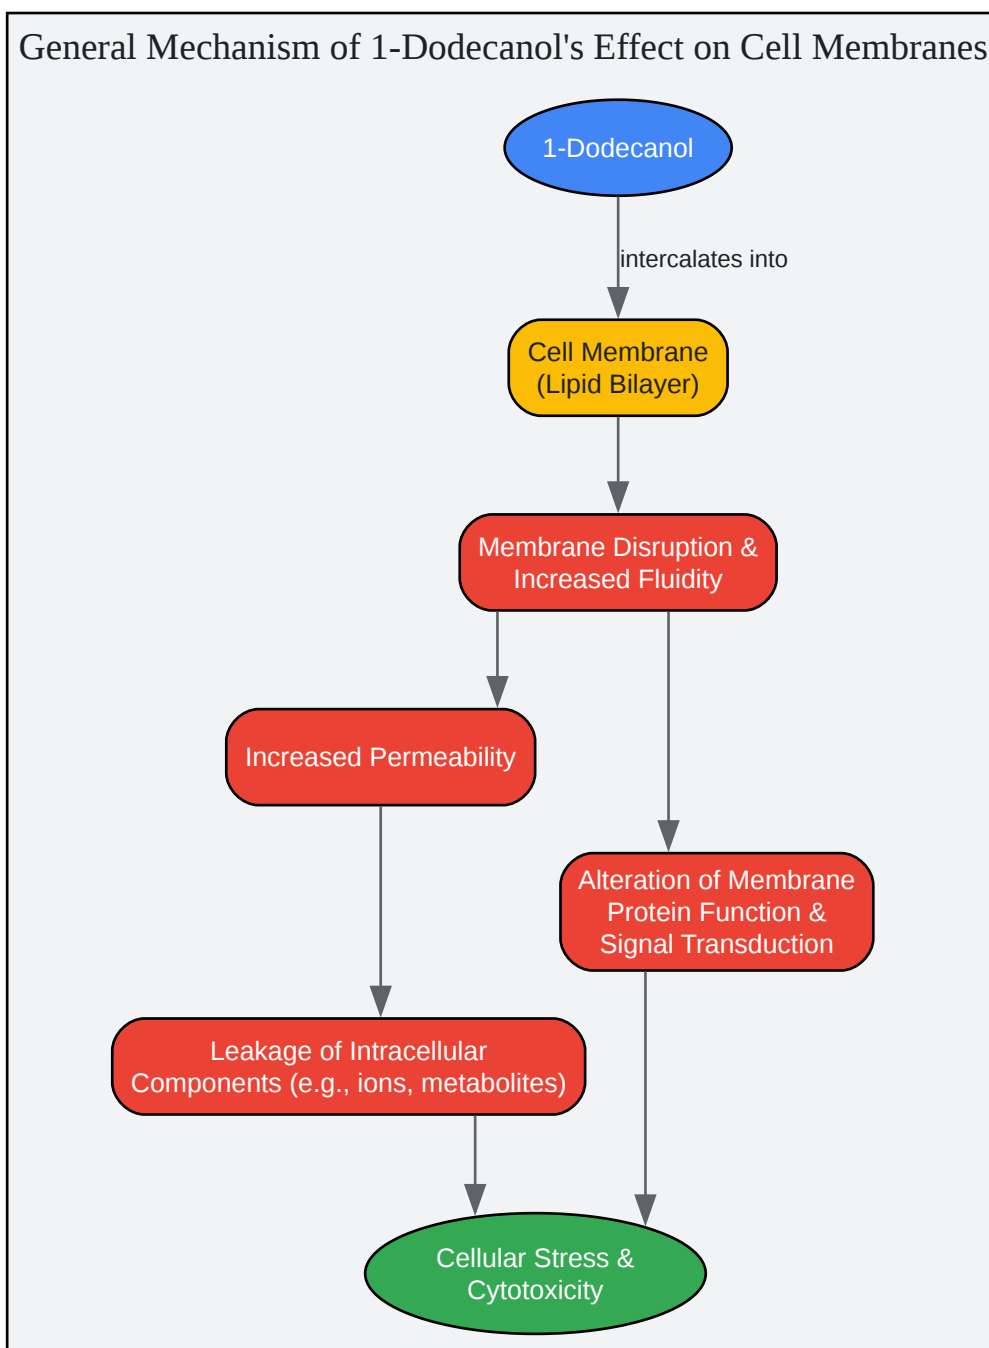 General Mechanism of 1-Dodecanol's Effect on Cell Membranes
1-Dodecanol
intercalates into
Cell Membrane
(Lipid Bilayer)
Membrane Disruption &
Increased Fluidity
Increased Permeability
Alteration of Membrane
Protein Function &
Signal Transduction
Leakage of Intracellular
Components (e.g., ions, metabolites)
Cellular Stress &
Cytotoxicity